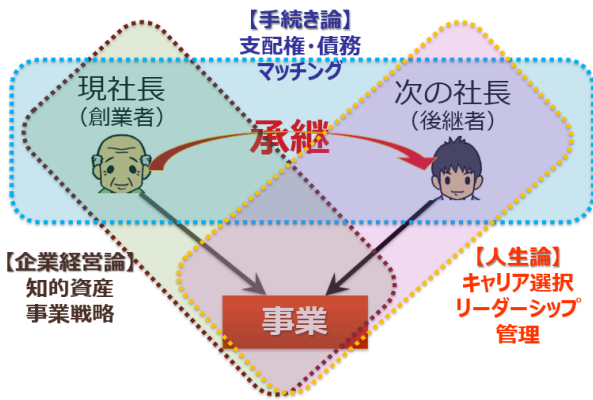 【手続き論】
支配権・債務
マッチング
現社長
（創業者）
次の社長
（後継者）
承継
【企業経営論】
知的資産
事業戦略
【人生論】
キャリア選択
リーダーシップ
管理
事業